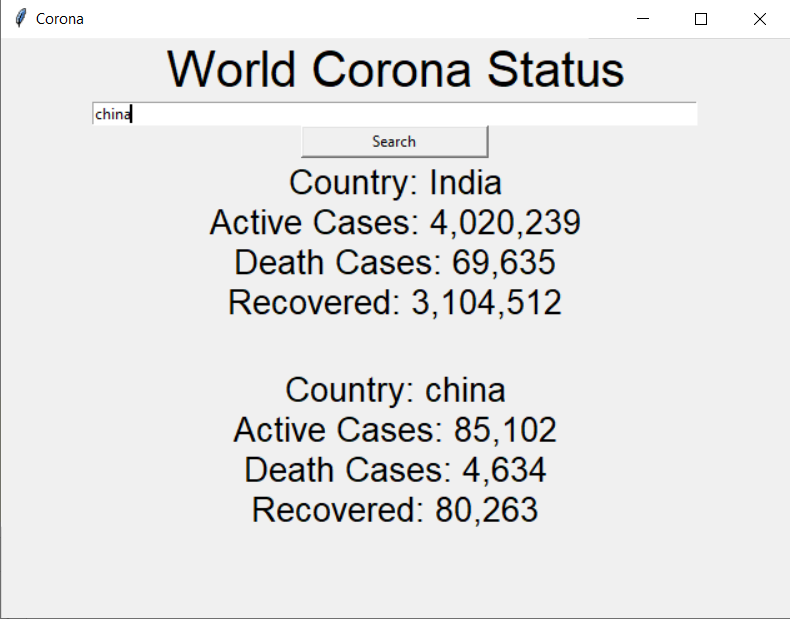 Corona
World Corona Status
china
Search
Country: India
Active Cases: 4,020,239
Death Cases: 69,635
Recovered: 3,104,512
Country: china
Active Cases: 85,102
Death Cases: 4,634
Recovered: 80,263